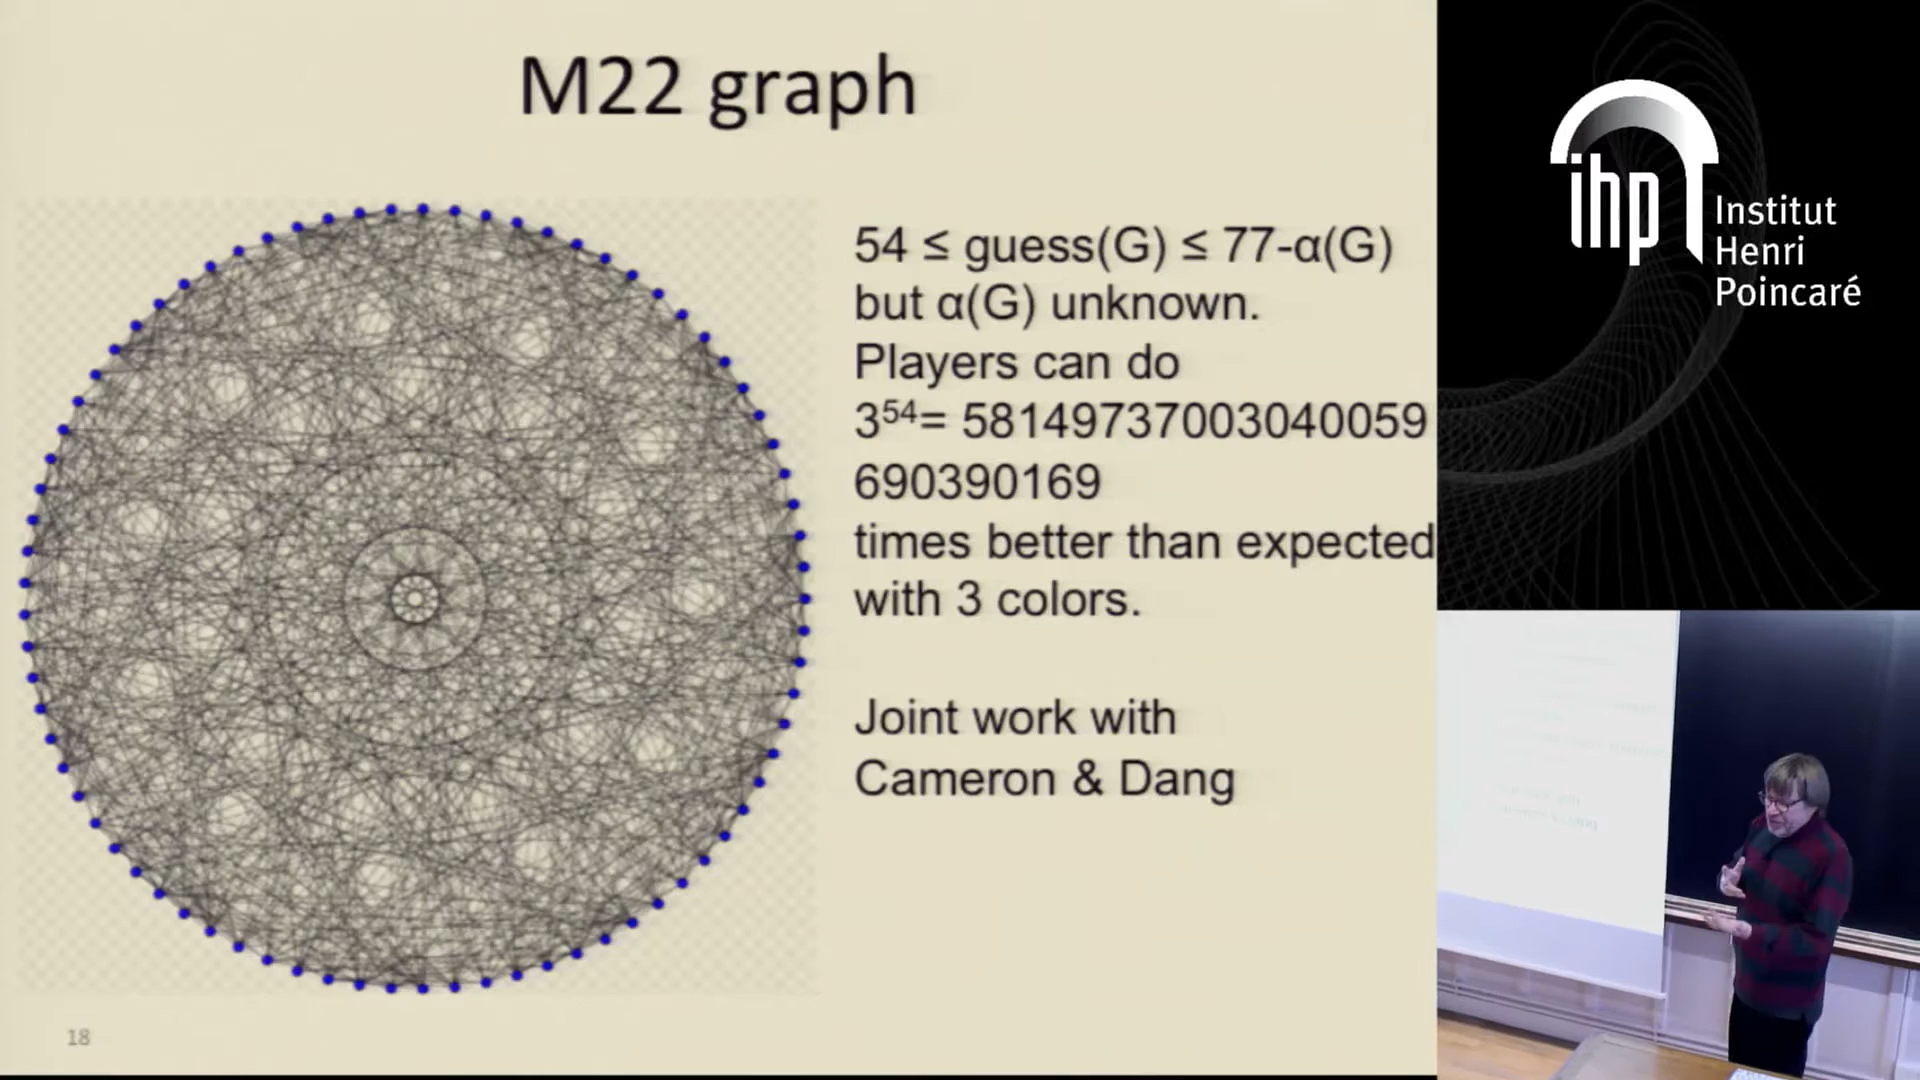 M22 graph
54 ≤ guess(G) ≤ 77-α(G)
but α(G) unknown.
Players can do
3⁵⁴= 58149737003040059
690390169
times better than expected
with 3 colors.
Joint work with
Cameron & Dang
18
ihp
Institut
Henri
Poincaré